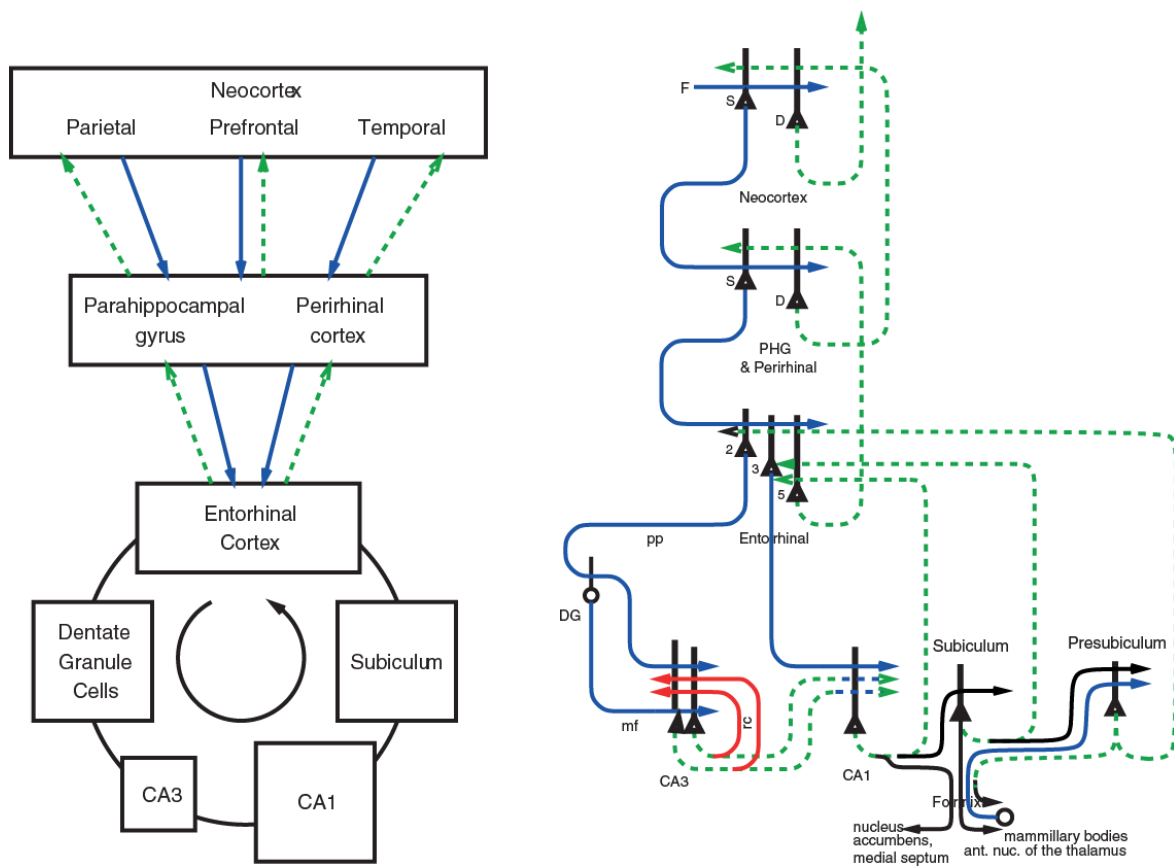 Neocortex
Parietal Prefrontal Temporal
Parahippocampal
gyrus
Perirhinal
cortex
Entorhinal
Cortex
Dentate
Granule
Cells
Subiculum
CA3
CA1
F
S
D
Neocortex
S
D
PHG
& Perirhinal
2
3
5
pp
Entorhinal
DG
mf
rc
CA3
CA1
Subiculum
Presubiculum
Fornix
nucleus
accumbens,
medial septum
mammillary bodies
ant. nuc. of the thalamus